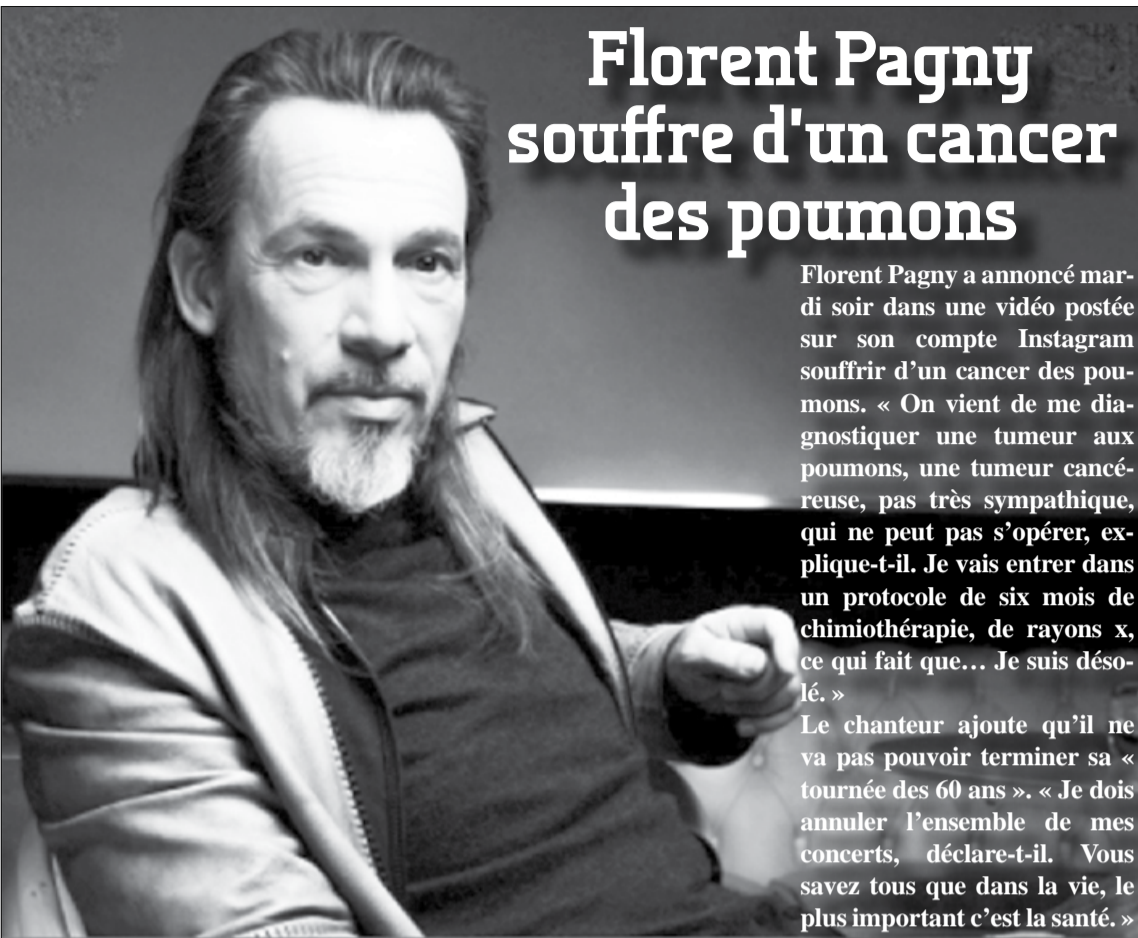 Florent Pagny
souffre d'un cancer
des poumons
Florent Pagny a annoncé mar-
di soir dans une vidéo postée
sur son compte Instagram
souffrir d’un cancer des pou-
mons. « On vient de me dia-
gnostiquer une tumeur aux
poumons, une tumeur cancé-
reuse, pas très sympathique,
qui ne peut pas s’opérer, ex-
plique-t-il. Je vais entrer dans
un protocole de six mois de
chimiothérapie, de rayons x,
ce qui fait que… Je suis déso-
lé. »
Le chanteur ajoute qu’il ne
va pas pouvoir terminer sa «
tournée des 60 ans ». « Je dois
annuler l’ensemble de mes
concerts, déclare-t-il. Vous
savez tous que dans la vie, le
plus important c’est la santé. »